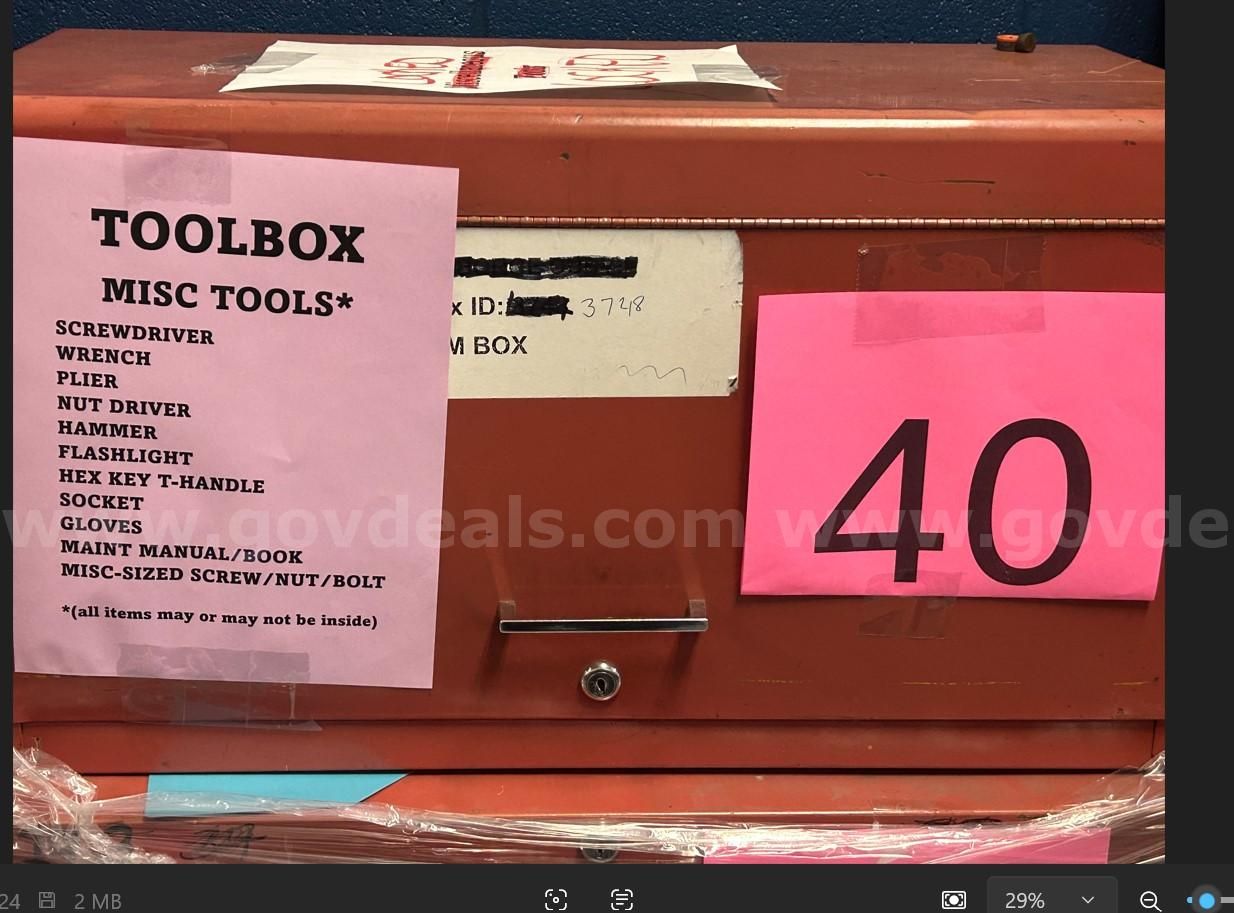 TOOLBOX
MISC TOOLS*
SCREWDRIVER
WRENCH
PLIER
NUT DRIVER
HAMMER
FLASHLIGHT
HEX KEY T-HANDLE
SOCKET
GLOVES
MAINT MANUAL/BOOK
MISC-SIZED SCREW/NUT/BOLT
*(all items may or may not be inside)
x ID: 3728
M BOX
40
www.govdeals.com www.govde
24 2 MB
29%